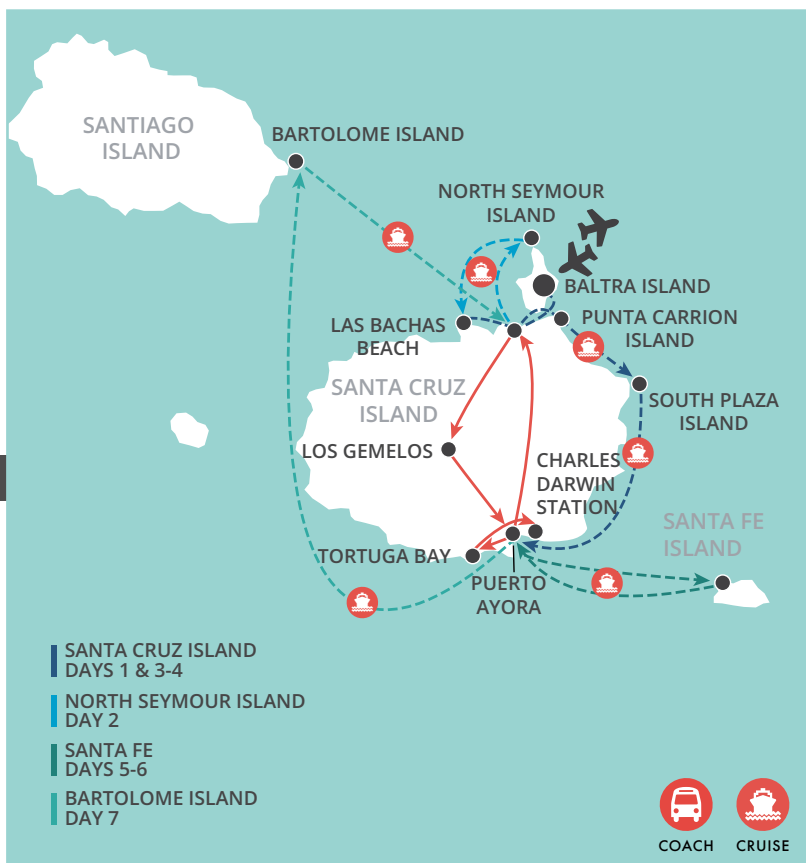 SANTIAGO
ISLAND
BARTOLOME ISLAND
NORTH SEYMOUR
ISLAND
BALTRA ISLAND
PUNTA CARRION
ISLAND
LAS BACHAS
BEACH
SANTA CRUZ
ISLAND
SOUTH PLAZA
ISLAND
LOS GEMELOS
CHARLES
DARWIN
STATION
SANTA FE
ISLAND
TORTUGA BAY
PUERTO
AYORA
SANTA CRUZ ISLAND
DAYS 1 & 3-4
NORTH SEYMOUR ISLAND
DAY 2
SANTA FE
DAYS 5-6
BARTOLOME ISLAND
DAY 7
COACH
CRUISE